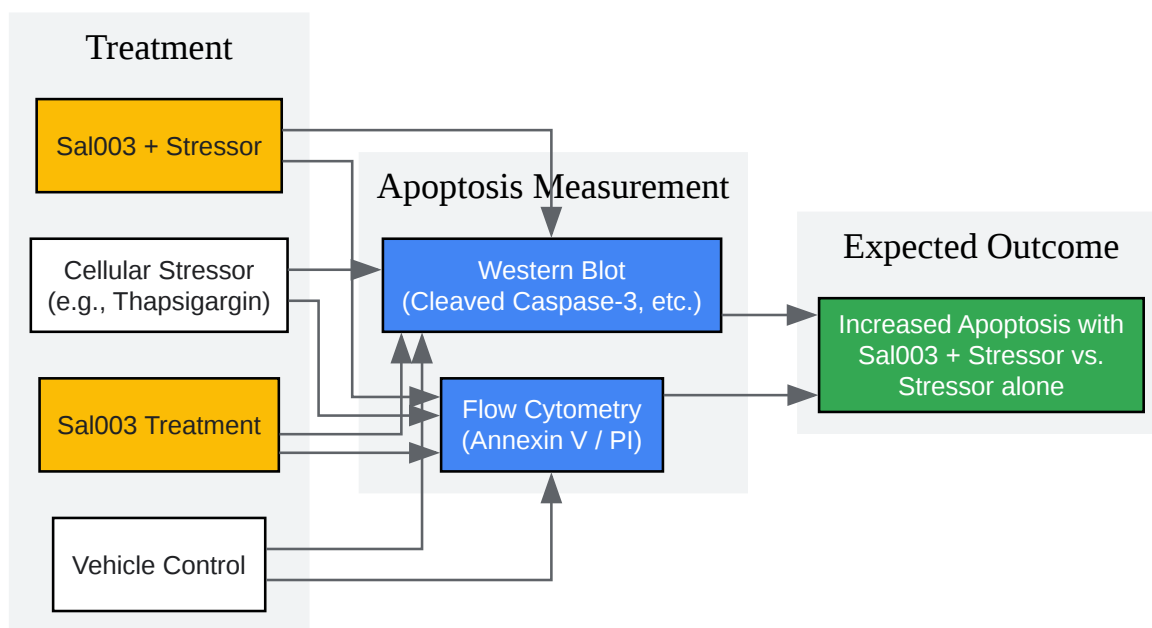 Treatment
Sal003 + Stressor
Cellular Stressor
(e.g., Thapsigargin)
Sal003 Treatment
Vehicle Control
Apoptosis Measurement
Western Blot
(Cleaved Caspase-3, etc.)
Flow Cytometry
(Annexin V / PI)
Expected Outcome
Increased Apoptosis with
Sal003 + Stressor vs.
Stressor alone